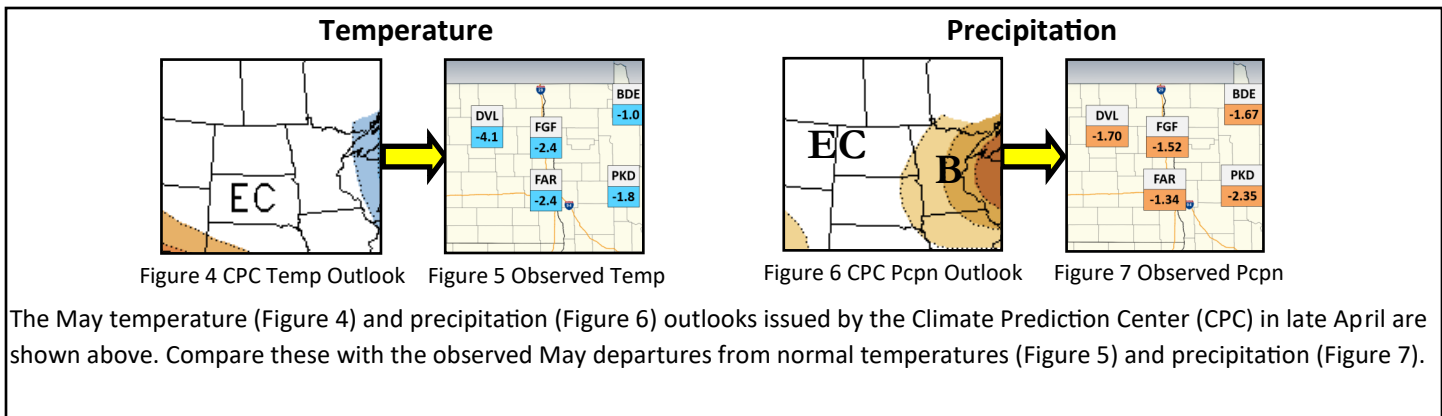 Temperature
Precipitation
EC
DVL
-4.1
FGF
-2.4
BDE
-1.0
FAR
-2.4
PKD
-1.8
EC
B
DVL
-1.70
FGF
-1.52
BDE
-1.67
FAR
-1.34
PKD
-2.35
Figure 4 CPC Temp Outlook
Figure 5 Observed Temp
Figure 6 CPC Pcpn Outlook
Figure 7 Observed Pcpn
The May temperature (Figure 4) and precipitation (Figure 6) outlooks issued by the Climate Prediction Center (CPC) in late April are
shown above. Compare these with the observed May departures from normal temperatures (Figure 5) and precipitation (Figure 7).